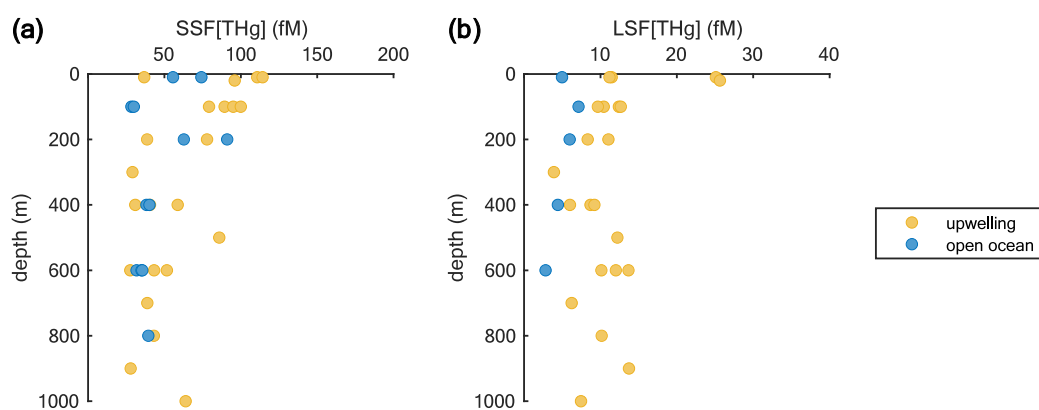 (a)
SSF[THg] (fM)
50 100 150 200
0
200
400
600
800
1000
depth (m)
(b)
LSF[THg] (fM)
10 20 30 40
0
200
400
600
800
1000
depth (m)
upwelling
open ocean